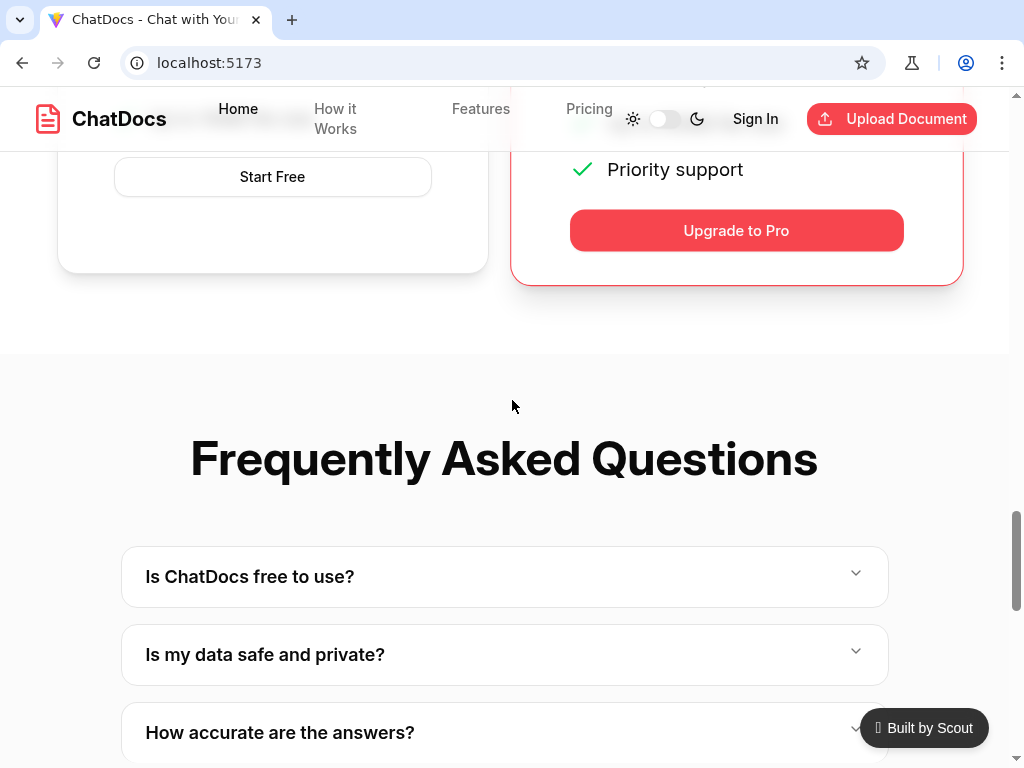 ChatDocs - Chat with Your
localhost:5173
ChatDocs
Home
How it
Works
Features
Pricing
Sign In
Upload Document
Start Free
Priority support
Upgrade to Pro
Frequently Asked Questions
Is ChatDocs free to use?
Is my data safe and private?
How accurate are the answers?
Built by Scout